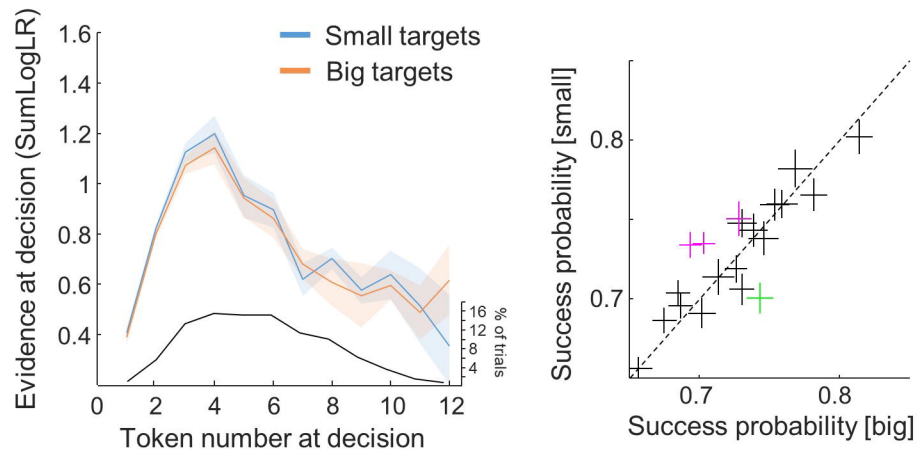 Small targets
Big targets
Evidence at decision (SumLogLR)
1.6
1.4
1.2
1
0.8
0.6
0.4
16
12
8
4
% of trials
0 2 4 6 8 10 12
Token number at decision
Success probability [small]
0.8
0.7
0.7 0.8
Success probability [big]